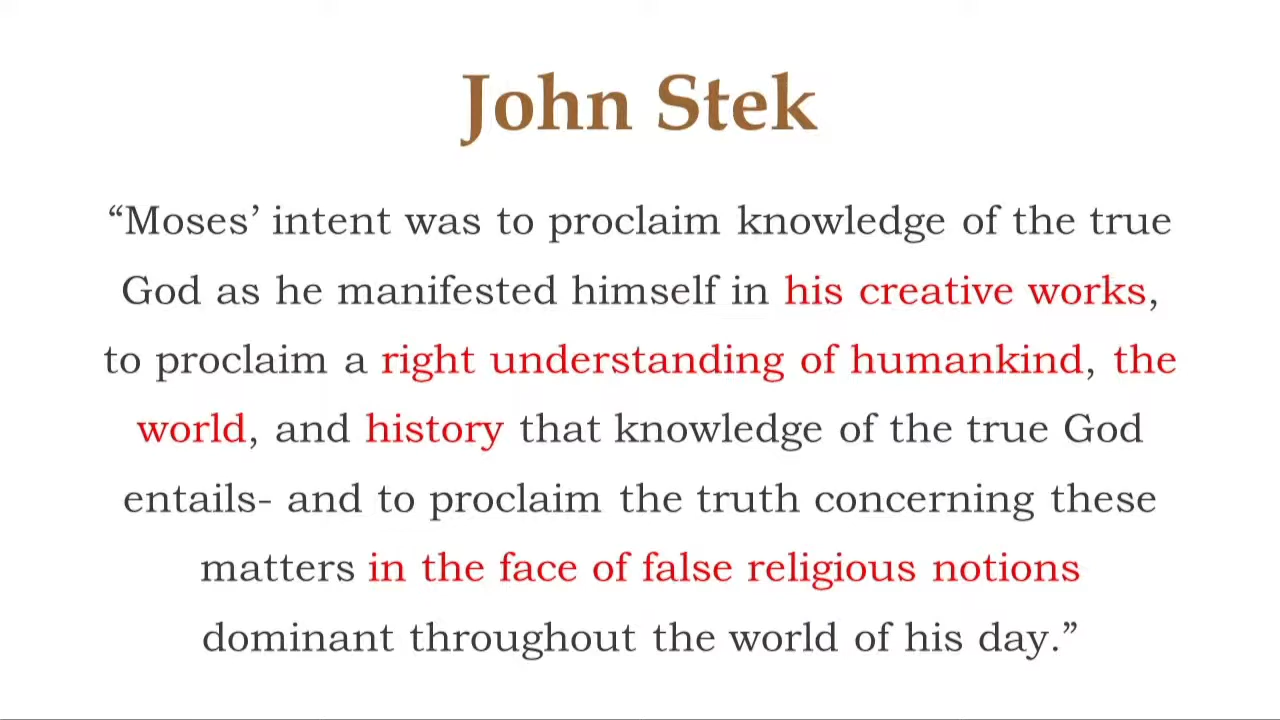 John Stek
“Moses’ intent was to proclaim knowledge of the true
God as he manifested himself in his creative works,
to proclaim a right understanding of humankind, the
world, and history that knowledge of the true God
entails- and to proclaim the truth concerning these
matters in the face of false religious notions
dominant throughout the world of his day.”